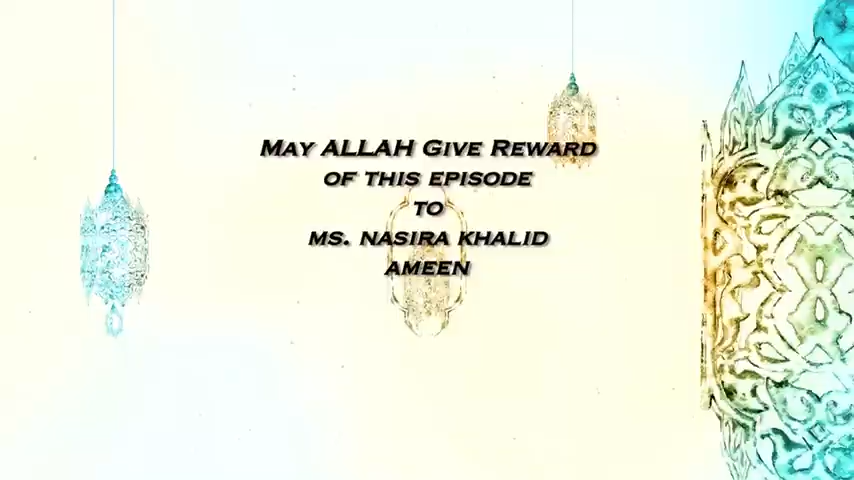 May ALLAH Give Reward
of this episode
to
ms. nasira khalid
ameen